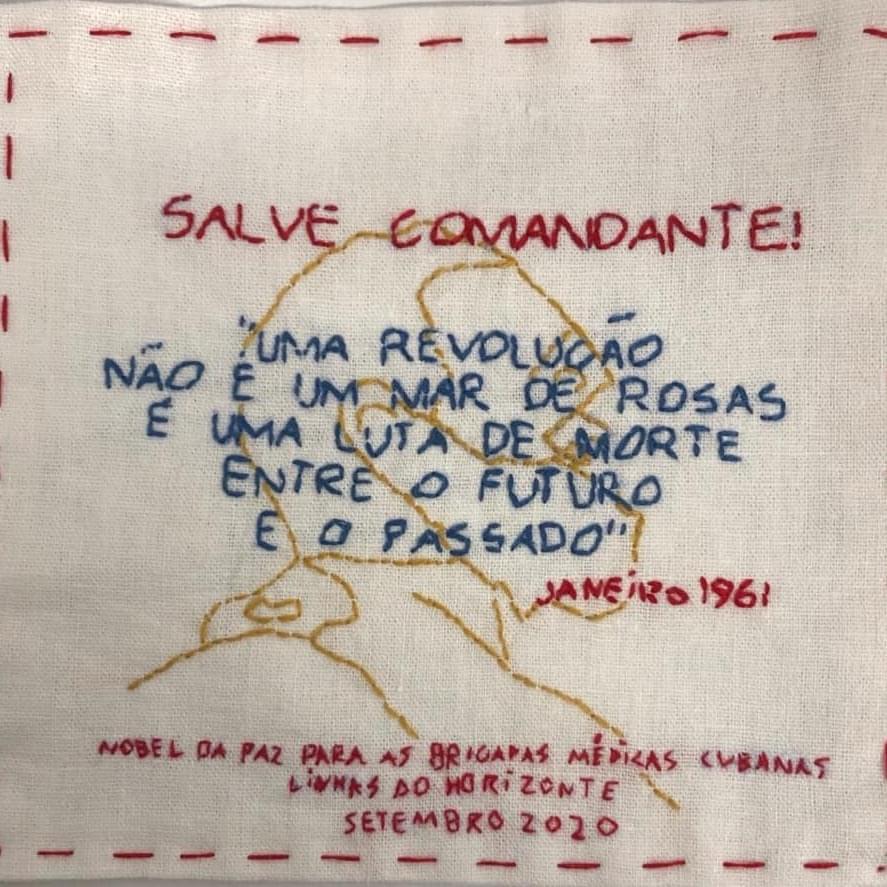 SALVE COMANDANTE!
"UMA REVOLUÇÃO
NÃO É UM MAR DE ROSAS
É UMA LUTA DE MORTE
ENTRE O FUTURO
E O PASSADO"
JANEIRO 1961
NOBEL DA PAZ PARA AS BRIGADAS MÉDICAS CUBANAS
LINHAS DO HORIZONTE
SETEMBRO 2020